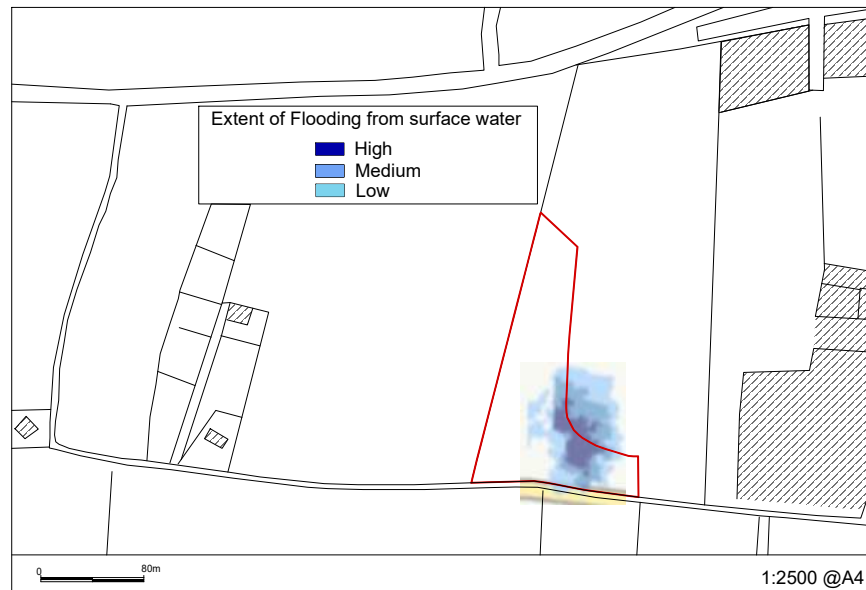 Extent of Flooding from surface water
High
Medium
Low
0 80m
1:2500 @A4